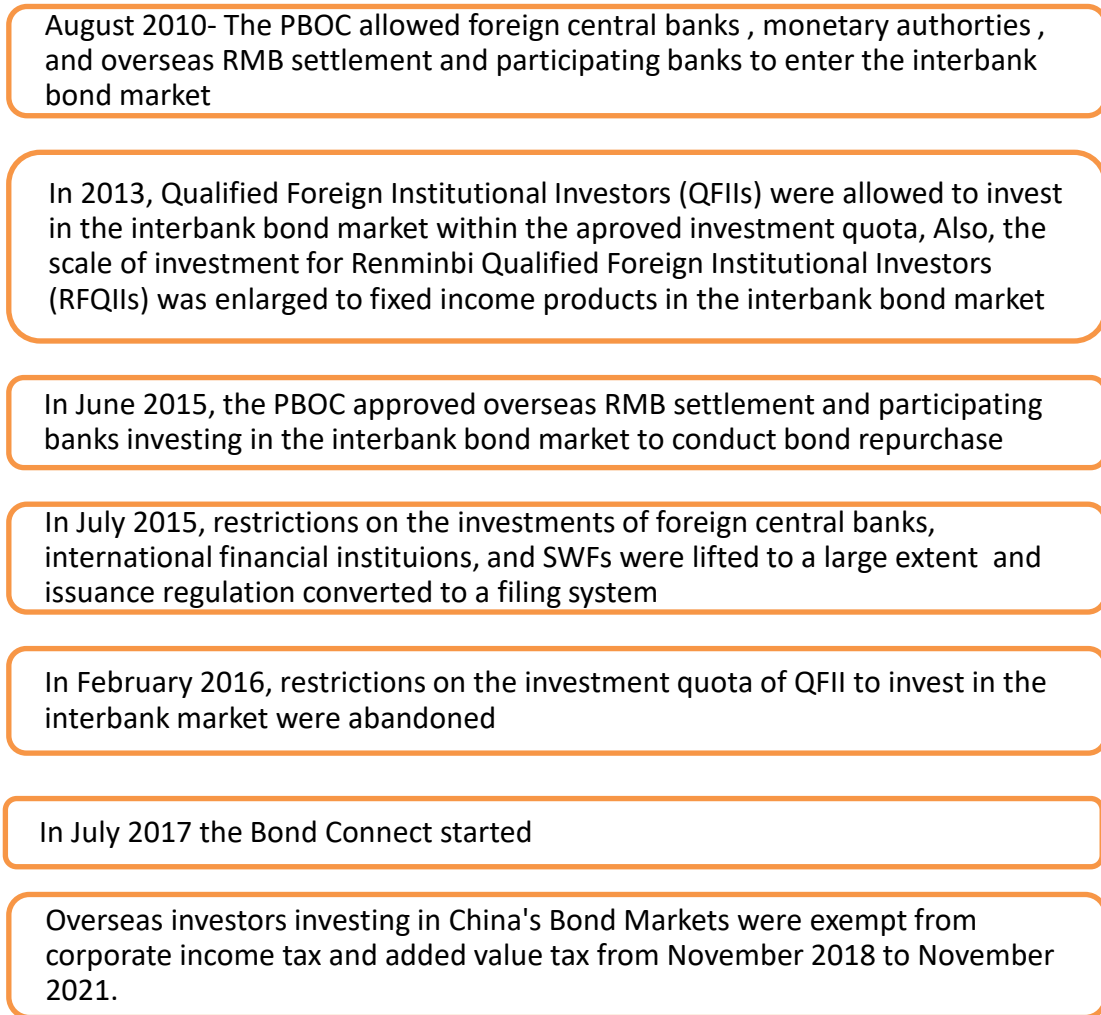 August 2010- The PBOC allowed foreign central banks , monetary authorties ,
and overseas RMB settlement and participating banks to enter the interbank
bond market
In 2013, Qualified Foreign Institutional Investors (QFIIs) were allowed to invest
in the interbank bond market within the aproved investment quota, Also, the
scale of investment for Renminbi Qualified Foreign Institutional Investors
(RFQIIs) was enlarged to fixed income products in the interbank bond market
In June 2015, the PBOC approved overseas RMB settlement and participating
banks investing in the interbank bond market to conduct bond repurchase
In July 2015, restrictions on the investments of foreign central banks,
international financial instituions, and SWFs were lifted to a large extent  and
issuance regulation converted to a filing system
In February 2016, restrictions on the investment quota of QFII to invest in the
interbank market were abandoned
In July 2017 the Bond Connect started
Overseas investors investing in China's Bond Markets were exempt from
corporate income tax and added value tax from November 2018 to November
2021.